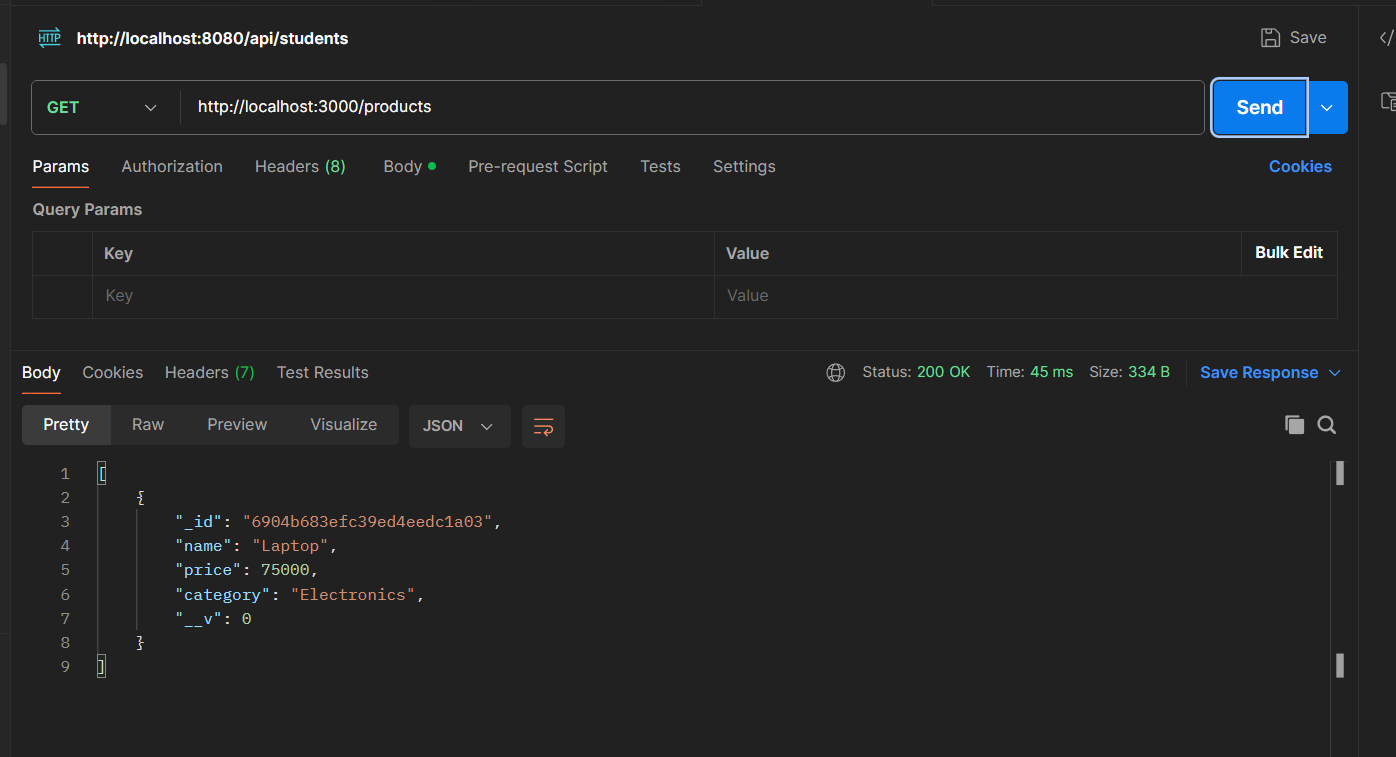 HTTP http://localhost:8080/api/students Save
GET http://localhost:3000/products Send
Params Authorization Headers (8) Body Pre-request Script Tests Settings Cookies
Query Params
Key Value Bulk Edit
Key Value
Body Cookies Headers (7) Test Results Status: 200 OK Time: 45 ms Size: 334 B Save Response
Pretty Raw Preview Visualize JSON
1 [
2 {
3 "_id": "6904b683efc39ed4eedc1a03",
4 "name": "Laptop",
5 "price": 75000,
6 "category": "Electronics",
7 "__v": 0
8 }
9 ]